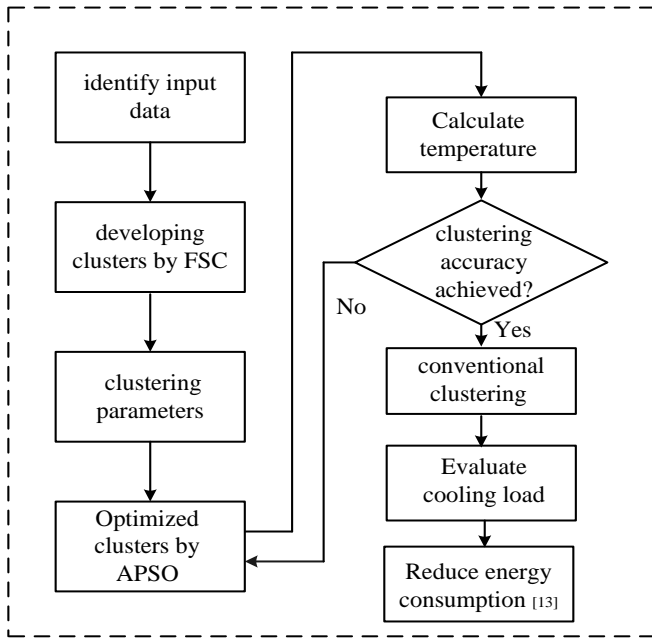 identify input
data
developing
clusters by FSC
clustering
parameters
Optimized
clusters by
APSO
Calculate
temperature
clustering
accuracy
achieved?
No
Yes
conventional
clustering
Evaluate
cooling load
Reduce energy
consumption [13]